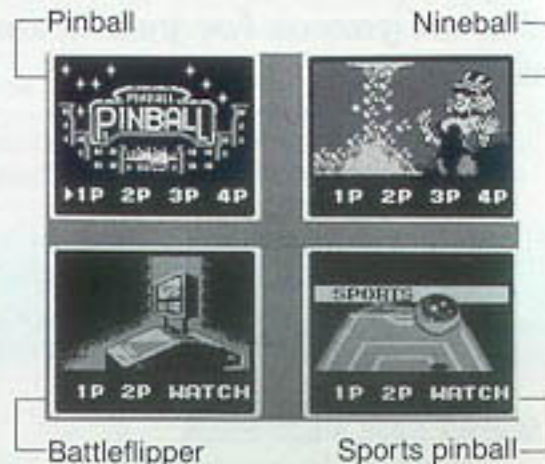 Pinball
Nineball
PINBALL
PINBALL
▶1P 2P 3P 4P
1P 2P 3P 4P
SPORTS
1P 2P WATCH
1P 2P WATCH
Battleflipper
Sports pinball